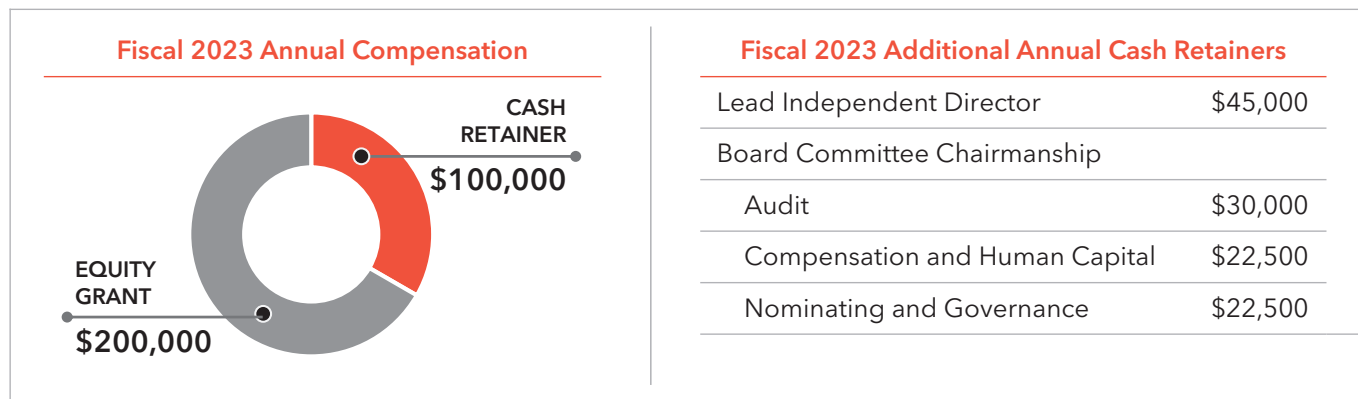 Fiscal 2023 Annual Compensation
CASH
RETAINER
$100,000
EQUITY
GRANT
$200,000
Fiscal 2023 Additional Annual Cash Retainers
Lead Independent Director $45,000
Board Committee Chairmanship
Audit $30,000
Compensation and Human Capital $22,500
Nominating and Governance $22,500